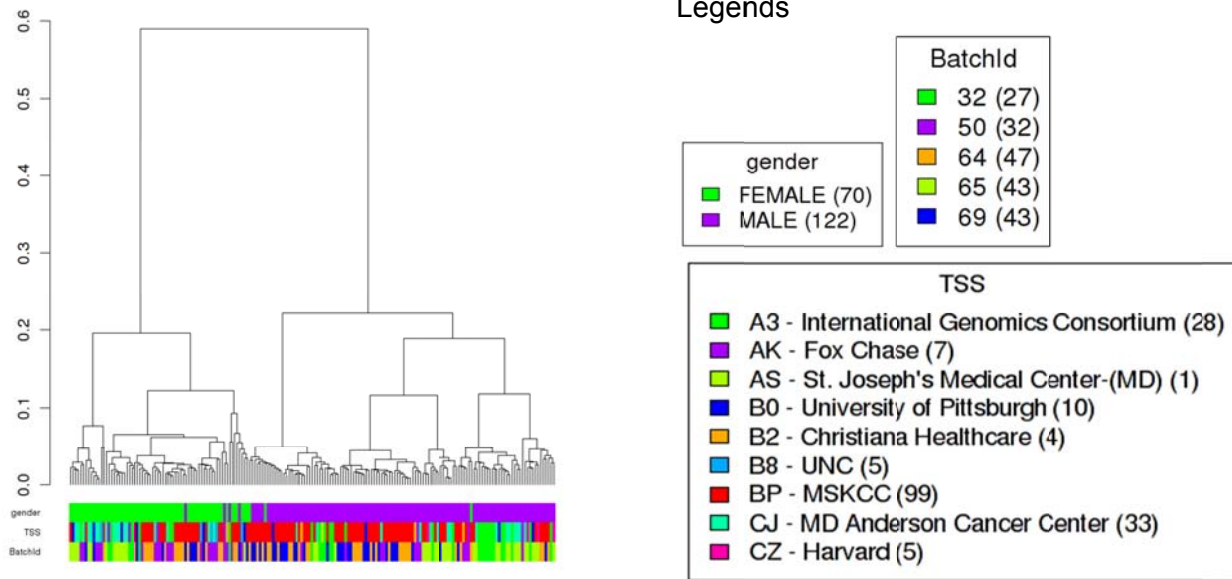 Legends
0.6
0.5
0.4
0.3
0.2
0.1
0.0
gender
TSS
BatchId
gender
FEMALE (70)
MALE (122)
BatchId
32 (27)
50 (32)
64 (47)
65 (43)
69 (43)
TSS
A3 - International Genomics Consortium (28)
AK - Fox Chase (7)
AS - St. Joseph's Medical Center-(MD) (1)
B0 - University of Pittsburgh (10)
B2 - Christiana Healthcare (4)
B8 - UNC (5)
BP - MSKCC (99)
CJ - MD Anderson Cancer Center (33)
CZ - Harvard (5)